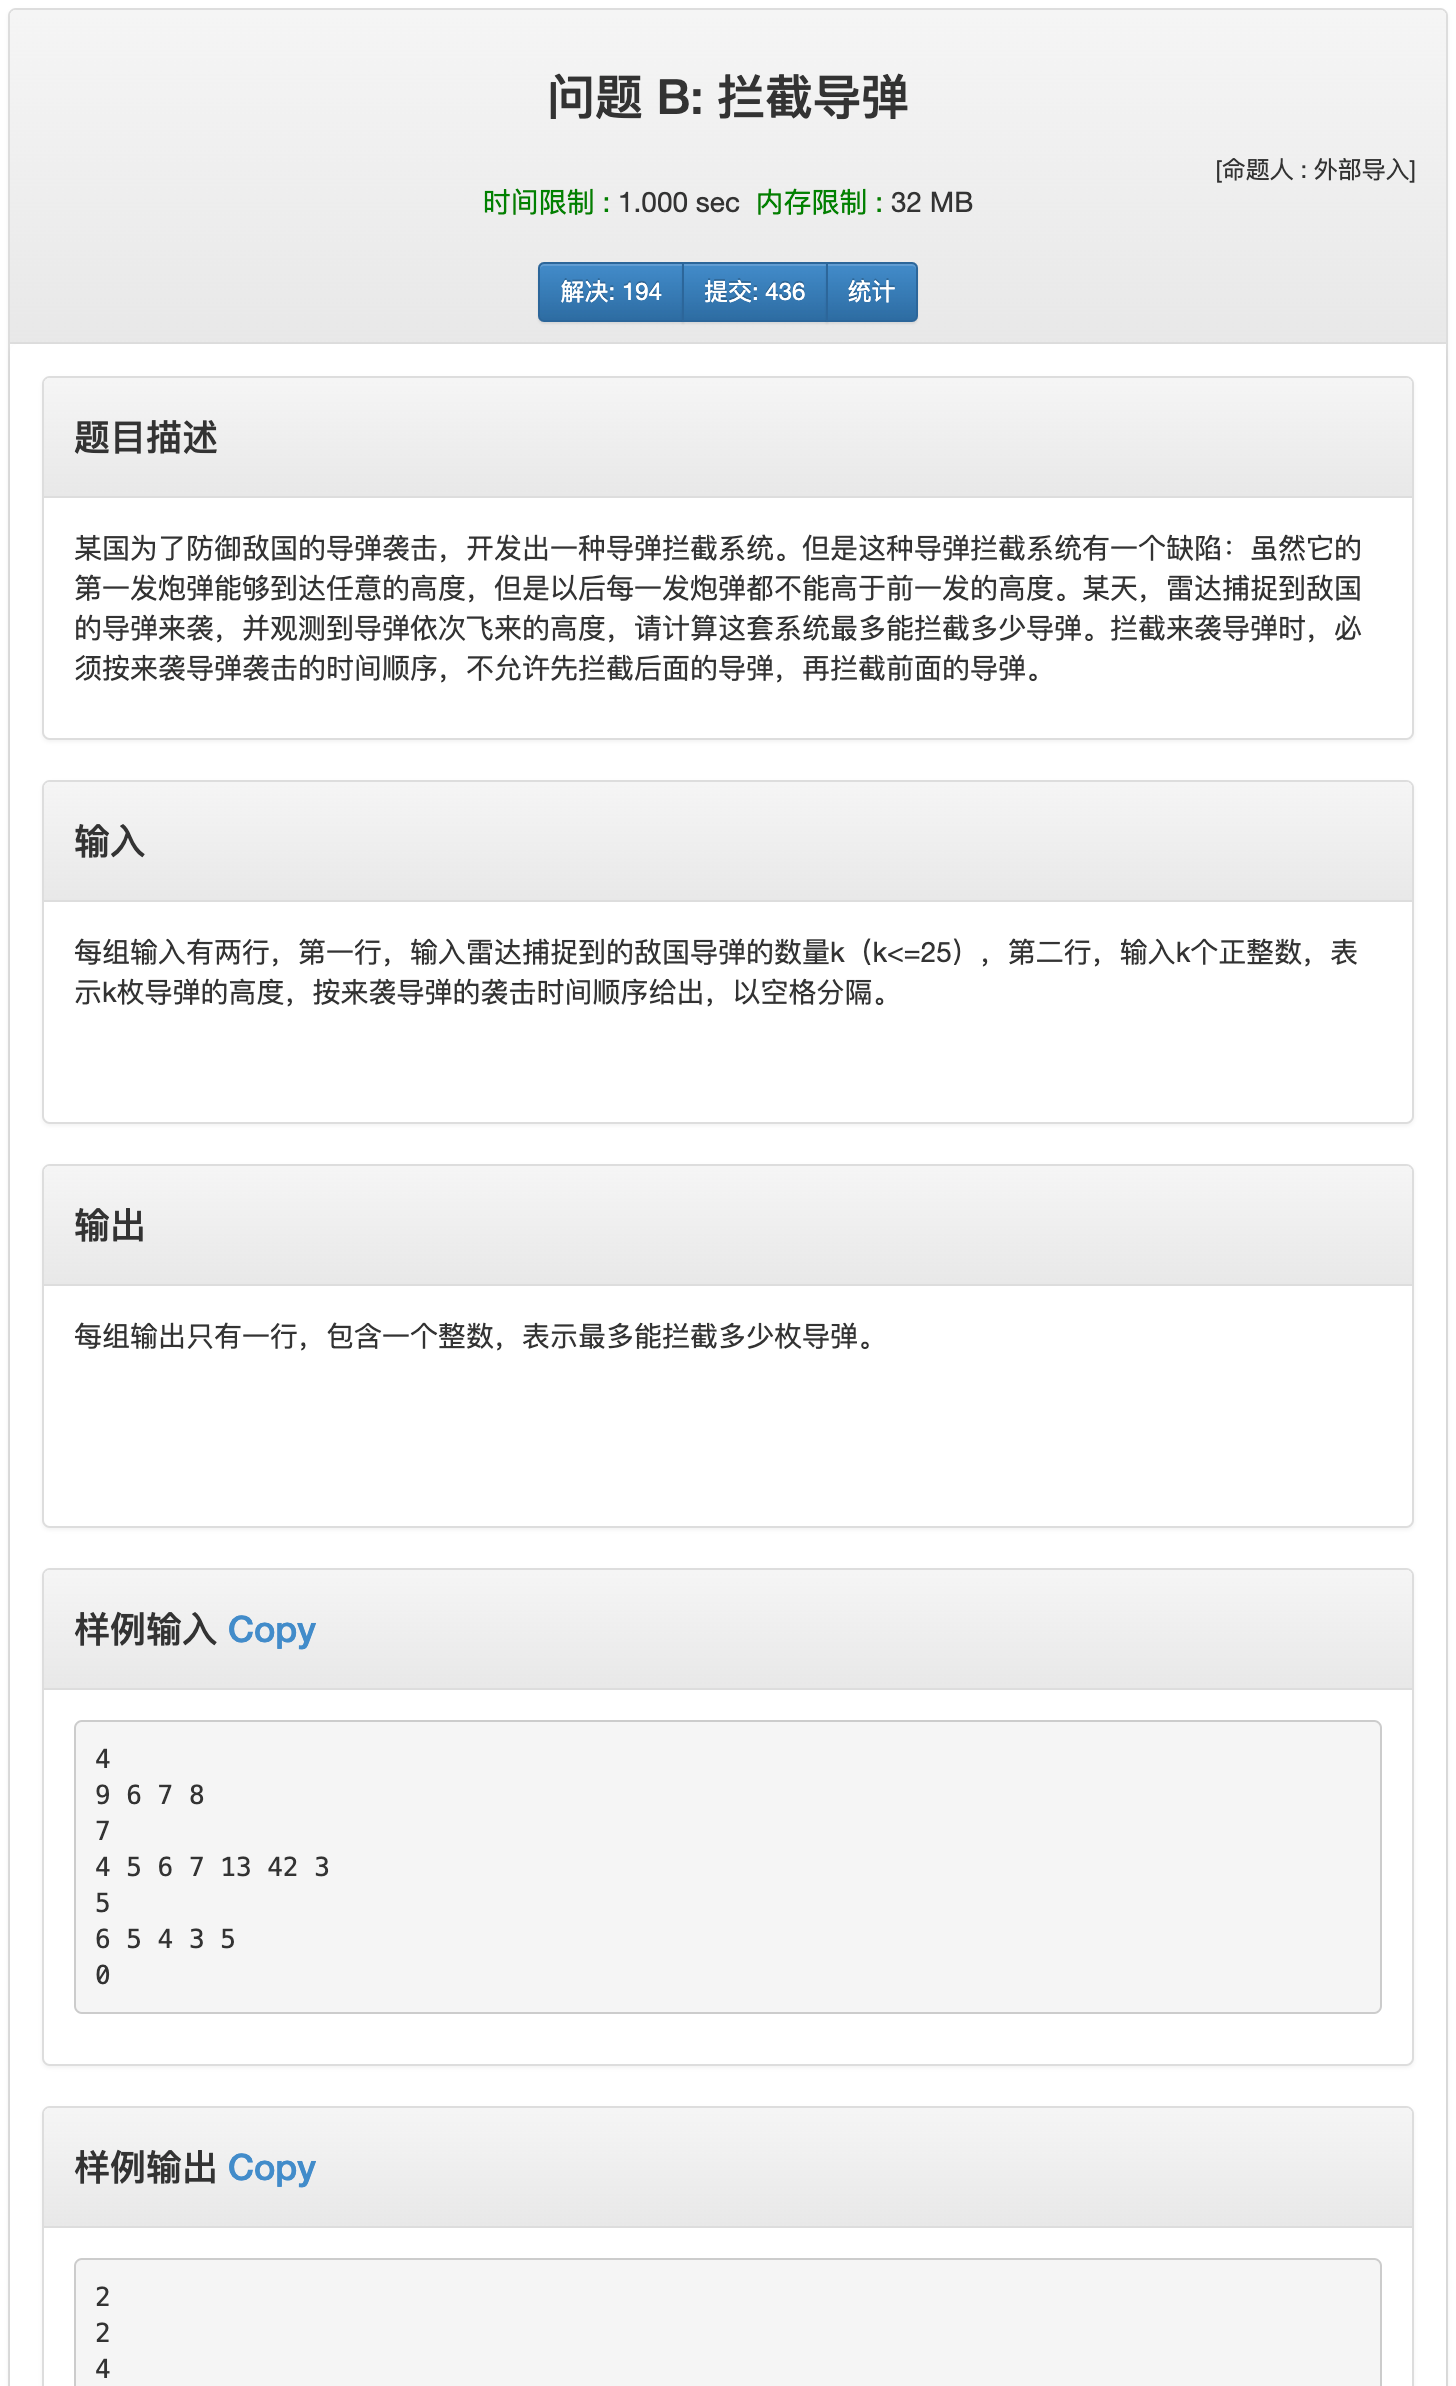 问题 B: 拦截导弹
[命题人 : 外部导入]
时间限制 : 1.000 sec 内存限制 : 32 MB
解决: 194 提交: 436 统计
题目描述
某国为了防御敌国的导弹袭击，开发出一种导弹拦截系统。但是这种导弹拦截系统有一个缺陷：虽然它的
第一发炮弹能够到达任意的高度，但是以后每一发炮弹都不能高于前一发的高度。某天，雷达捕捉到敌国
的导弹来袭，并观测到导弹依次飞来的高度，请计算这套系统最多能拦截多少导弹。拦截来袭导弹时，必
须按来袭导弹袭击的时间顺序，不允许先拦截后面的导弹，再拦截前面的导弹。
输入
每组输入有两行，第一行，输入雷达捕捉到的敌国导弹的数量k（k<=25），第二行，输入k个正整数，表
示k枚导弹的高度，按来袭导弹的袭击时间顺序给出，以空格分隔。
输出
每组输出只有一行，包含一个整数，表示最多能拦截多少枚导弹。
样例输入 Copy
4
9 6 7 8
7
4 5 6 7 13 42 3
5
6 5 4 3 5
0
样例输出 Copy
2
2
4